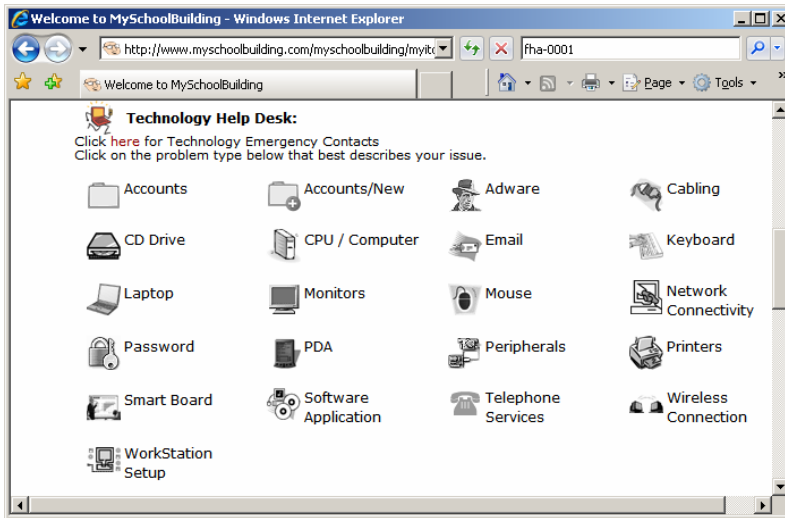 Welcome to MySchoolBuilding - Windows Internet Explorer
http://www.myschoolbuilding.com/myschoolbuilding/myit
fha-0001
Welcome to MySchoolBuilding
Page
Tools
»
Technology Help Desk:
Click here for Technology Emergency Contacts
Click on the problem type below that best describes your issue.
Accounts
Accounts/New
Adware
Cabling
CD Drive
CPU / Computer
Email
Keyboard
Laptop
Monitors
Mouse
Network
Connectivity
Password
PDA
Peripherals
Printers
Smart Board
Software
Application
Telephone
Services
Wireless
Connection
WorkStation
Setup